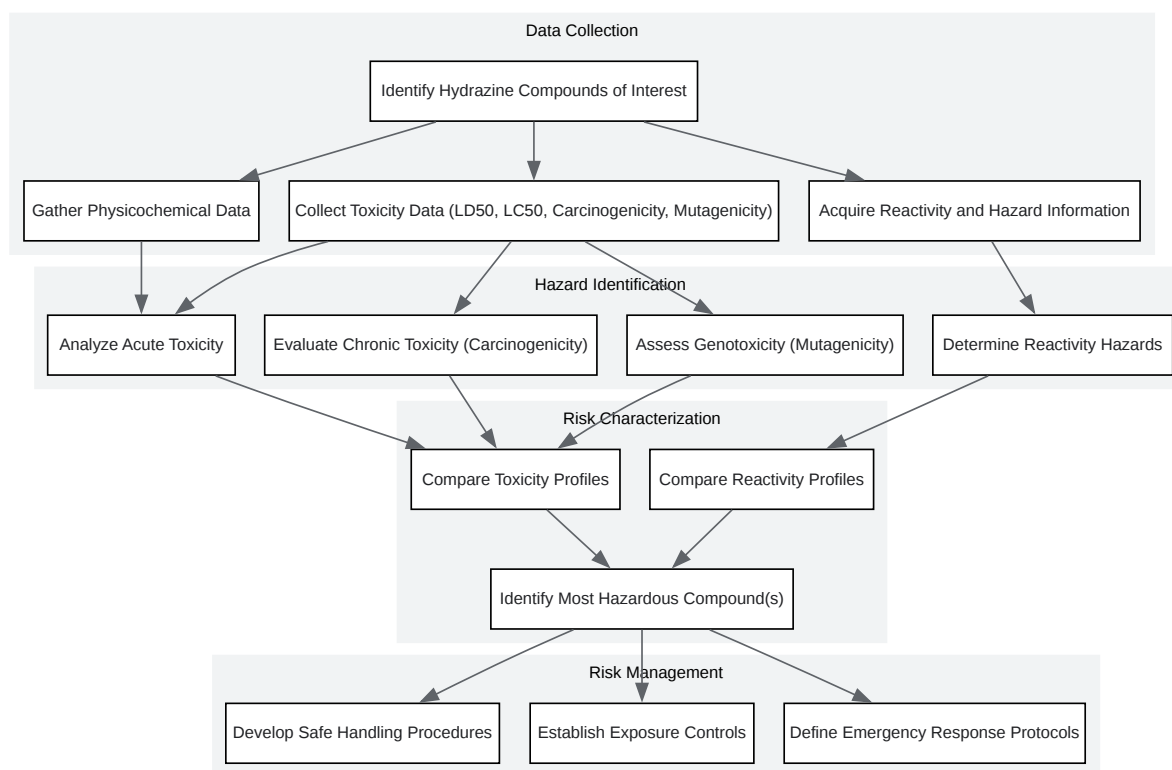 Data Collection
Identify Hydrazine Compounds of Interest
Gather Physicochemical Data
Collect Toxicity Data (LD50, LC50, Carcinogenicity, Mutagenicity)
Acquire Reactivity and Hazard Information
Hazard Identification
Analyze Acute Toxicity
Evaluate Chronic Toxicity (Carcinogenicity)
Assess Genotoxicity (Mutagenicity)
Determine Reactivity Hazards
Risk Characterization
Compare Toxicity Profiles
Compare Reactivity Profiles
Identify Most Hazardous Compound(s)
Risk Management
Develop Safe Handling Procedures
Establish Exposure Controls
Define Emergency Response Protocols